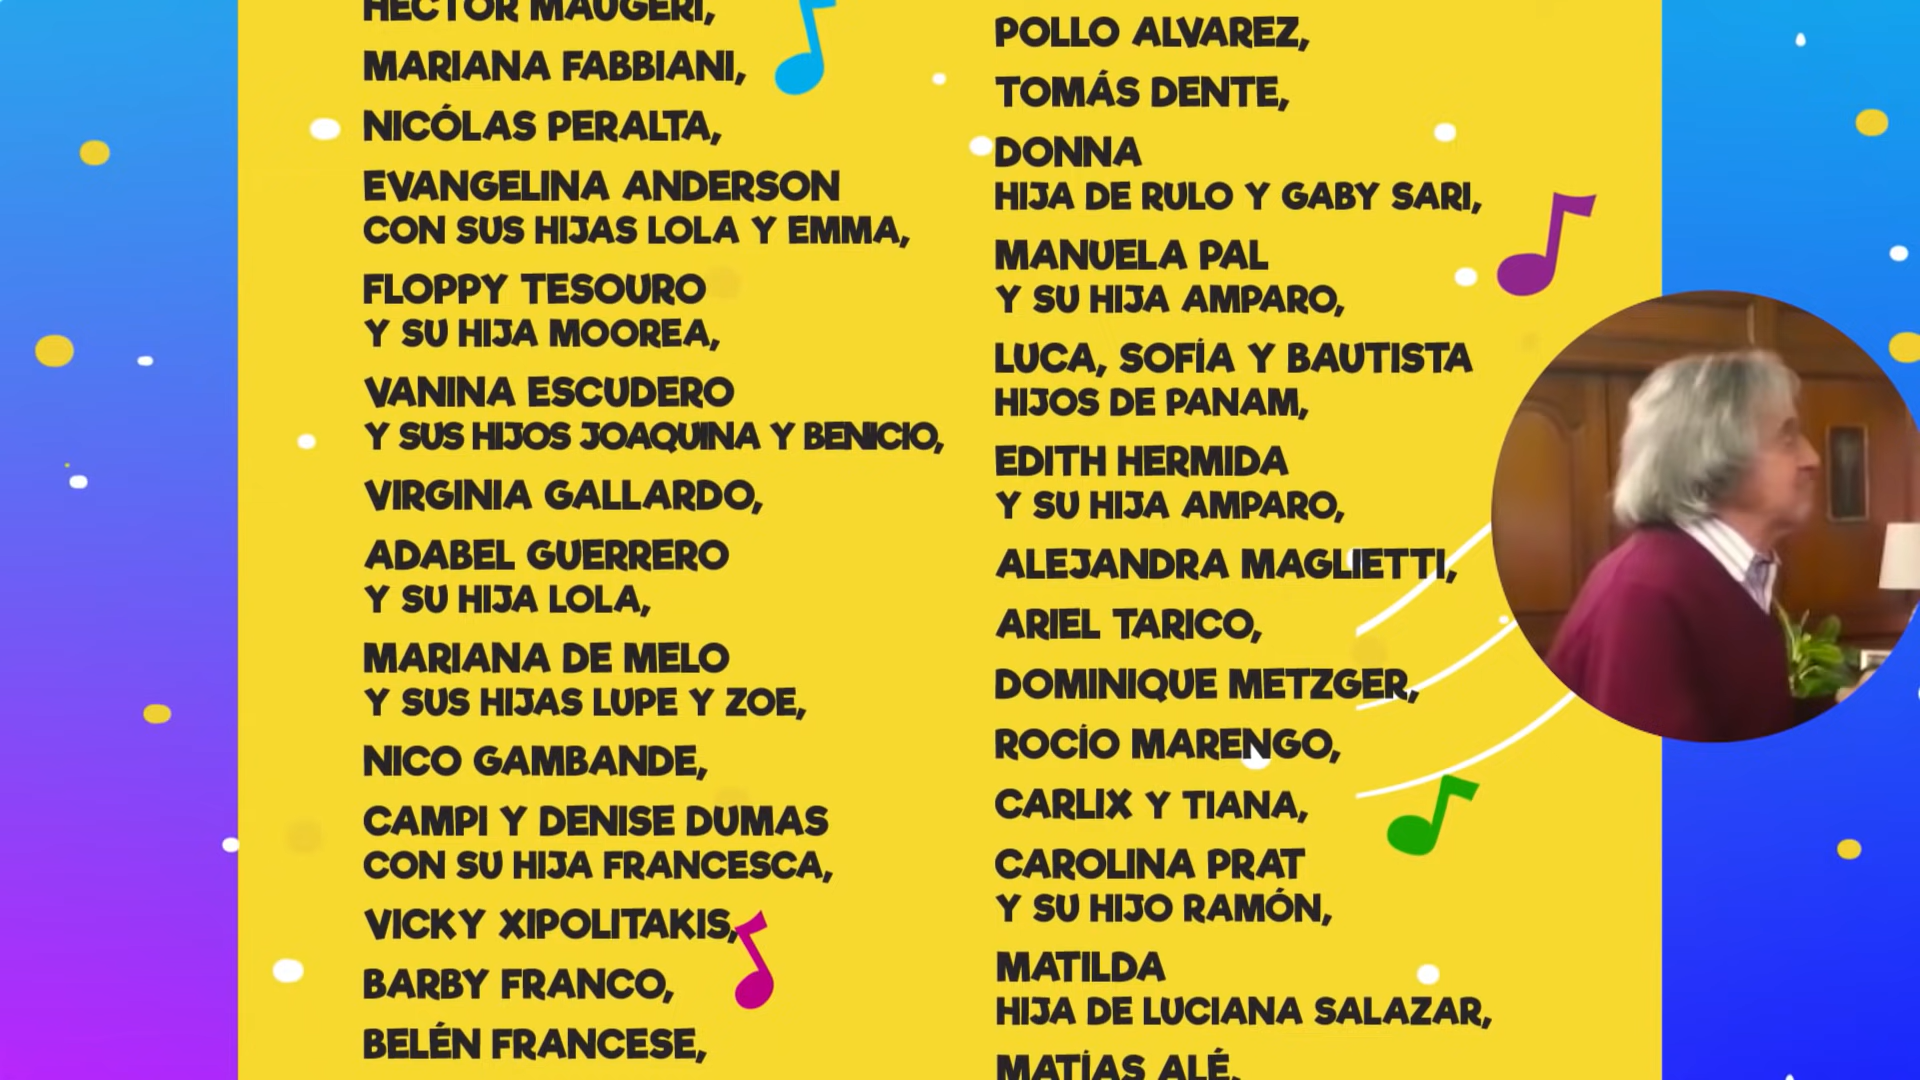 HECTOR MAUGERI,
MARIANA FABBIANI,
NICÓLAS PERALTA,
EVANGELINA ANDERSON
CON SUS HIJAS LOLA Y EMMA,
FLOPPY TESOURO
Y SU HIJA MOOREA,
VANINA ESCUDERO
Y SUS HIJOS JOAQUINA Y BENICIO,
VIRGINIA GALLARDO,
ADABEL GUERRERO
Y SU HIJA LOLA,
MARIANA DE MELO
Y SUS HIJAS LUPE Y ZOE,
NICO GAMBANDE,
CAMPI Y DENISE DUMAS
CON SU HIJA FRANCESCA,
VICKY XIPOLITAKIS,
BARBY FRANCO,
BELÉN FRANCESE,
POLLO ALVAREZ,
TOMÁS DENTE,
DONNA
HIJA DE RULO Y GABY SARI,
MANUELA PAL
Y SU HIJA AMPARO,
LUCA, SOFÍA Y BAUTISTA
HIJOS DE PANAM,
EDITH HERMIDA
Y SU HIJA AMPARO,
ALEJANDRA MAGLIETTI,
ARIEL TARICO,
DOMINIQUE METZGER,
ROCÍO MARENGO,
CARLIX Y TIANA,
CAROLINA PRAT
Y SU HIJO RAMÓN,
MATILDA
HIJA DE LUCIANA SALAZAR,
MATÍAS ALÉ,